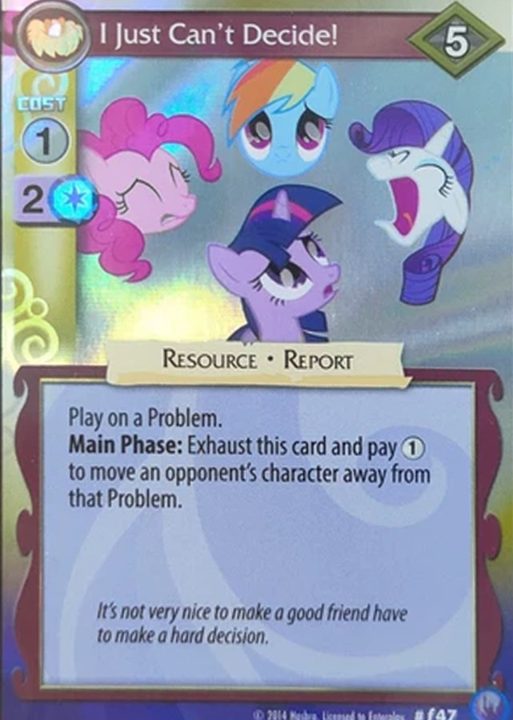 I Just Can't Decide!
5
COST
1
2
RESOURCE • REPORT
Play on a Problem.
Main Phase: Exhaust this card and pay 1
to move an opponent's character away from
that Problem.
It's not very nice to make a good friend have
to make a hard decision.
© 2014 Hasbro. Licensed to Enterplay. # f47